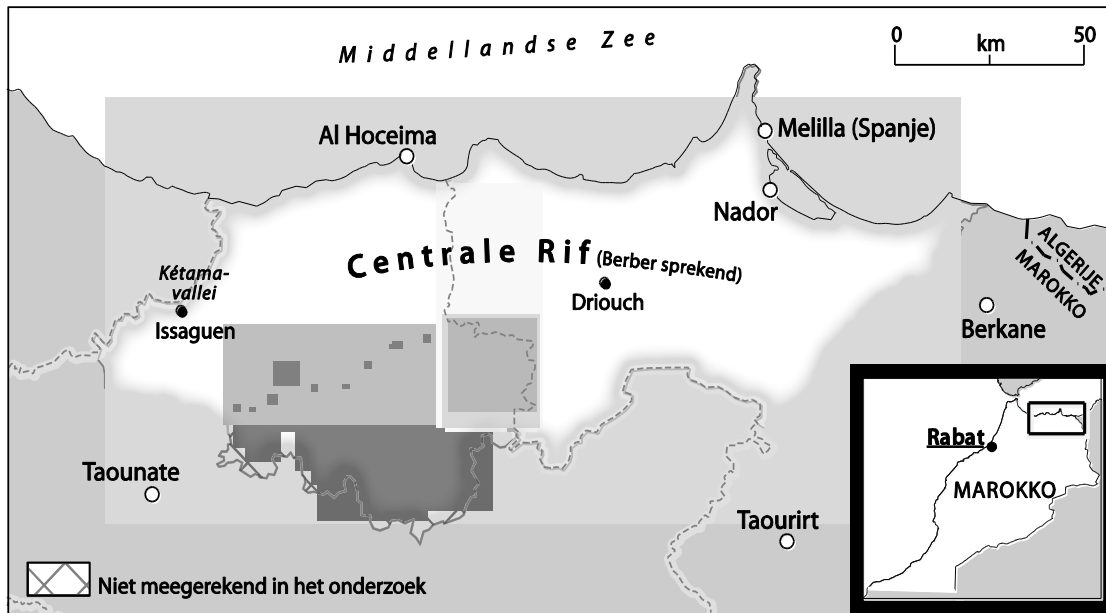 Middellandse Zee
0 50
km
Al Hoceima
Melilla (Spanje)
Nador
Centrale Rif (Berber sprekend)
Kétama-
vallei
Issaguen
Driouch
ALGERIJE
MAROKKO
Berkane
Rabat
MAROKKO
Taounate
Taourirt
Niet meegerekend in het onderzoek